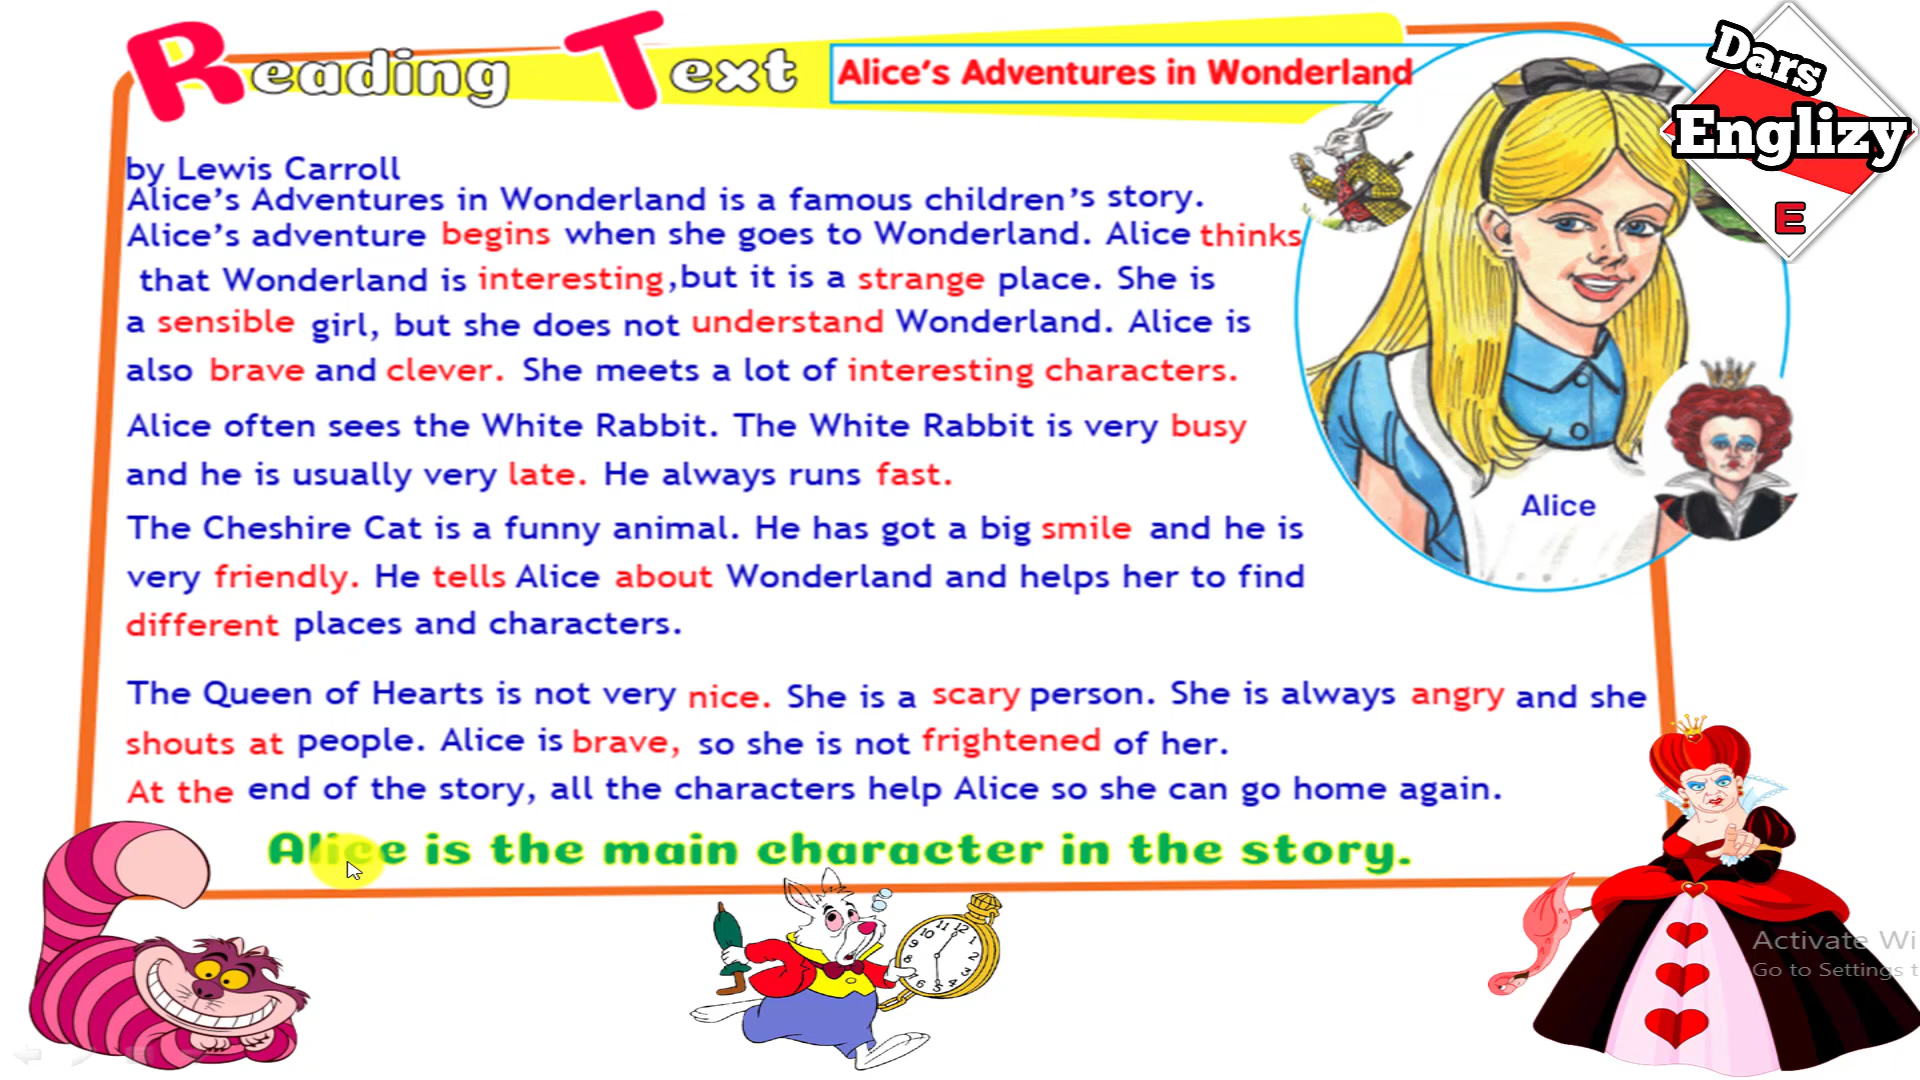 Reading Text
Alice's Adventures in Wonderland
Dars
Englizy
E
by Lewis Carroll
Alice's Adventures in Wonderland is a famous children's story.
Alice's adventure begins when she goes to Wonderland. Alice thinks
that Wonderland is interesting, but it is a strange place. She is
a sensible girl, but she does not understand Wonderland. Alice is
also brave and clever. She meets a lot of interesting characters.
Alice often sees the White Rabbit. The White Rabbit is very busy
and he is usually very late. He always runs fast.
Alice
The Cheshire Cat is a funny animal. He has got a big smile and he is
very friendly. He tells Alice about Wonderland and helps her to find
different places and characters.
The Queen of Hearts is not very nice. She is a scary person. She is always angry and she
shouts at people. Alice is brave, so she is not frightened of her.
At the end of the story, all the characters help Alice so she can go home again.
Alice is the main character in the story.
Activate Wi
Go to Settings t